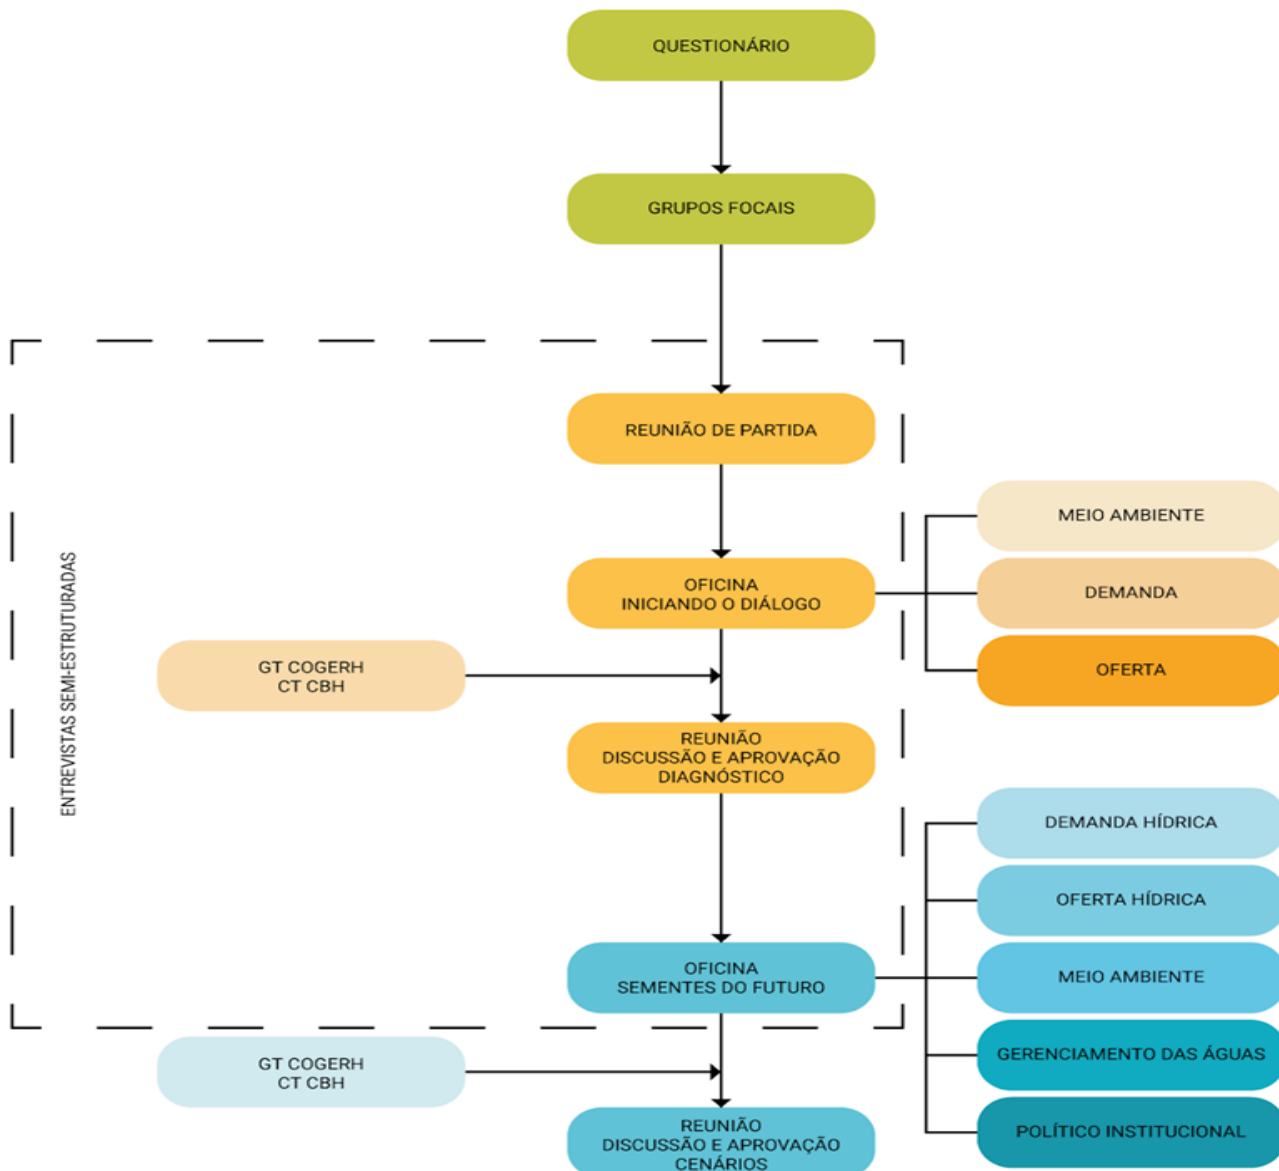 QUESTIONÁRIO
GRUPOS FOCAIS
REUNIÃO DE PARTIDA
MEIO AMBIENTE
OFICINA
INICIANDO O DIÁLOGO
DEMANDA
OFERTA
ENTREVISTAS SEMI-ESTRUTURADAS
GT COGERH
CT CBH
REUNIÃO
DISCUSSÃO E APROVAÇÃO
DIAGNÓSTICO
DEMANDA HÍDRICA
OFERTA HÍDRICA
OFICINA
SEMENTES DO FUTURO
MEIO AMBIENTE
GERENCIAMENTO DAS ÁGUAS
POLÍTICO INSTITUCIONAL
GT COGERH
CT CBH
REUNIÃO
DISCUSSÃO E APROVAÇÃO
CENÁRIOS